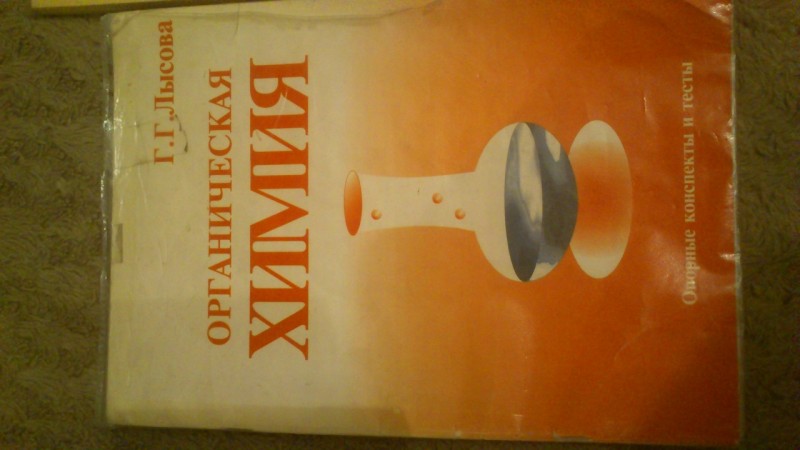 Г.Г.Лысова
ОРГАНИЧЕСКАЯ
ХИМИЯ
Опорные конспекты и тесты